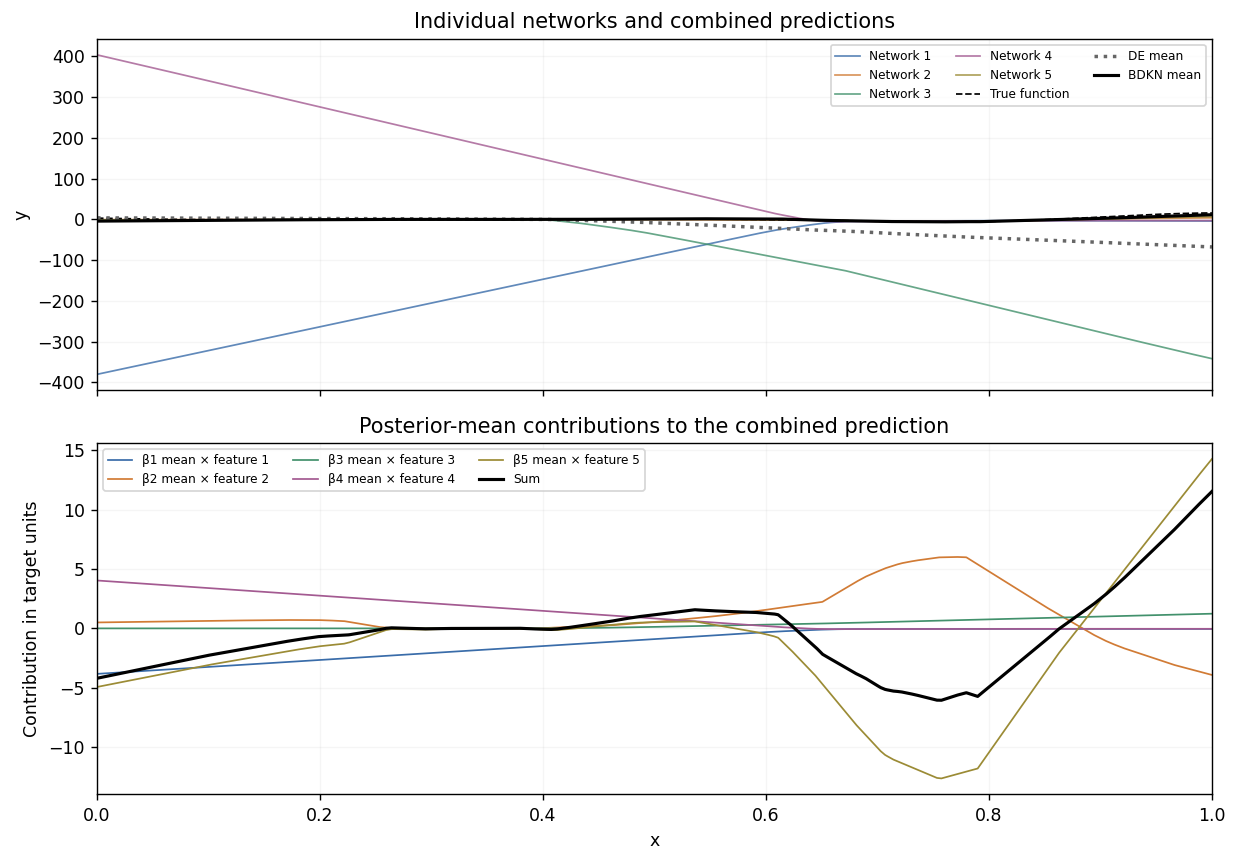 Individual networks and combined predictions
400
300
200
100
0
−100
−200
−300
−400
y
Network 1
Network 2
Network 3
Network 4
Network 5
True function
DE mean
BDKN mean
Posterior-mean contributions to the combined prediction
15
10
5
0
−5
−10
Contribution in target units
β1 mean × feature 1
β2 mean × feature 2
β3 mean × feature 3
β4 mean × feature 4
β5 mean × feature 5
Sum
0.0 0.2 0.4 0.6 0.8 1.0
x